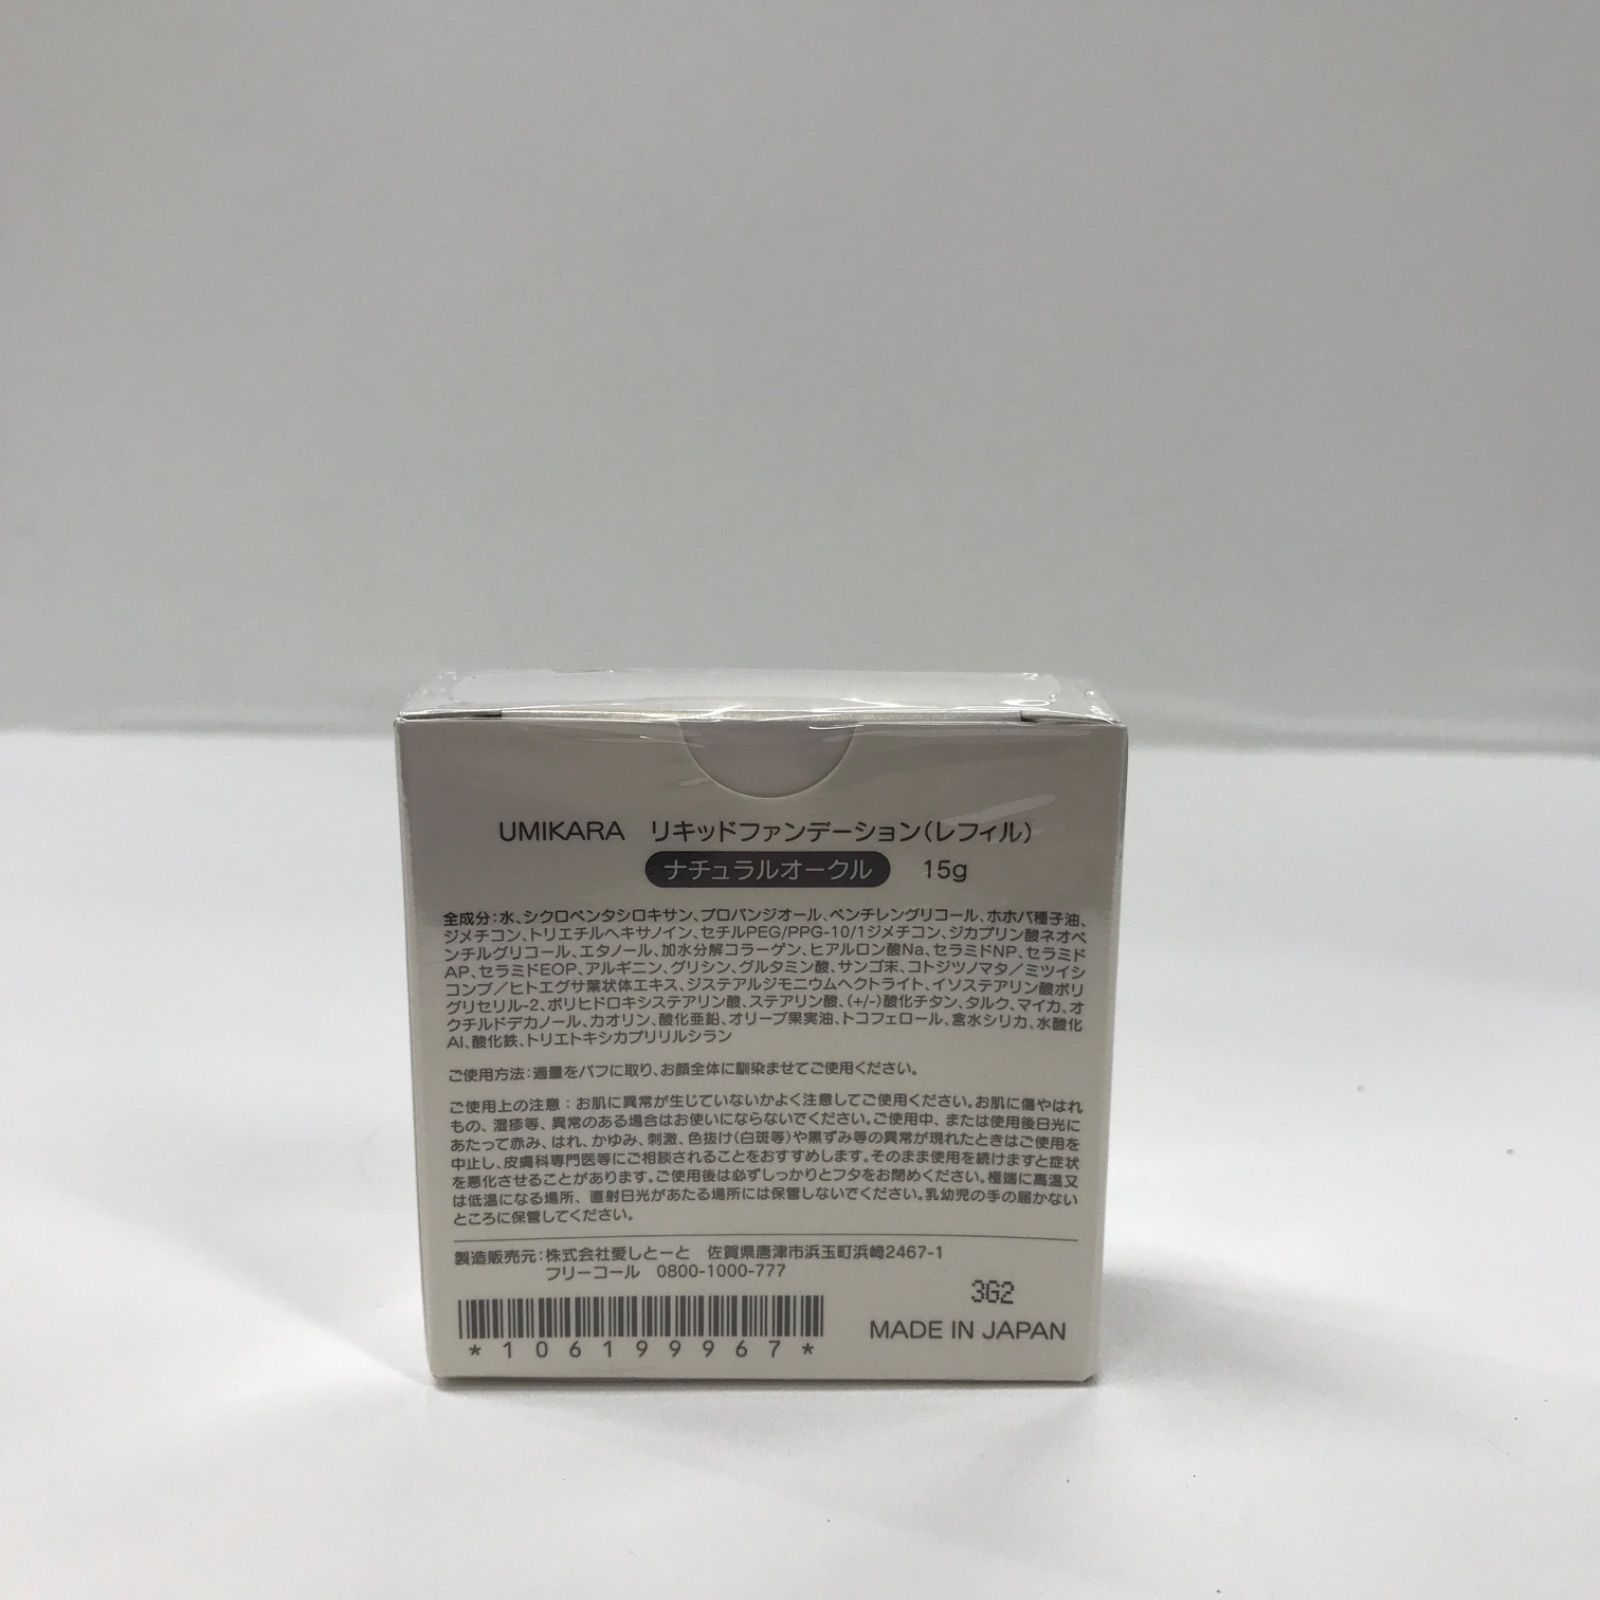 UMIKARA リキッドファンデーション(レフィル)
ナチュラルオークル 15g
全成分:水、シクロペンタシロキサン、プロパンジオール、ペンチレングリコール、ホホバ種子油、
ジメチコン、トリエチルヘキサノイン、セチルPEG/PPG-10/1ジメチコン、ジカプリン酸ネオペ
ンチルグリコール、エタノール、加水分解コラーゲン、ヒアルロン酸Na、セラミドNP、セラミド
AP、セラミドEOP、アルギニン、グリシン、グルタミン酸、サンゴ末、コトジツノマタ/ミツイシ
コンブ/ヒトエグサ葉状体エキス、ジステアルジモニウムヘクトライト、イソステアリン酸ポリ
グリセリル-2、ポリヒドロキシステアリン酸、ステアリン酸、(+/-)酸化チタン、タルク、マイカ、オ
クチルドデカノール、カオリン、酸化亜鉛、オリーブ果実油、トコフェロール、含水シリカ、水酸化
Al、酸化鉄、トリエトキシカプリリルシラン
ご使用方法:適量をパフに取り、お顔全体に馴染ませてご使用ください。
ご使用上の注意:お肌に異常が生じていないかよく注意してご使用ください。お肌に傷やはれ
もの、湿疹等、異常のある場合はお使いにならないでください。ご使用中、または使用後日光に
あたって赤み、はれ、かゆみ、刺激、色抜け(白斑等)や黒ずみ等の異常が現れたときはご使用を
中止し、皮膚科専門医等にご相談されることをおすすめします。そのまま使用を続けますと症状
を悪化させることがあります。ご使用後は必ずしっかりとフタをお閉めください。極端に高温又
は低温になる場所、直射日光があたる場所には保管しないでください。乳幼児の手の届かない
ところに保管してください。
製造販売元:株式会社愛しとーと 佐賀県唐津市浜玉町浜崎2467-1
フリーコール 0800-1000-777
3G2
MADE IN JAPAN
*106199967*